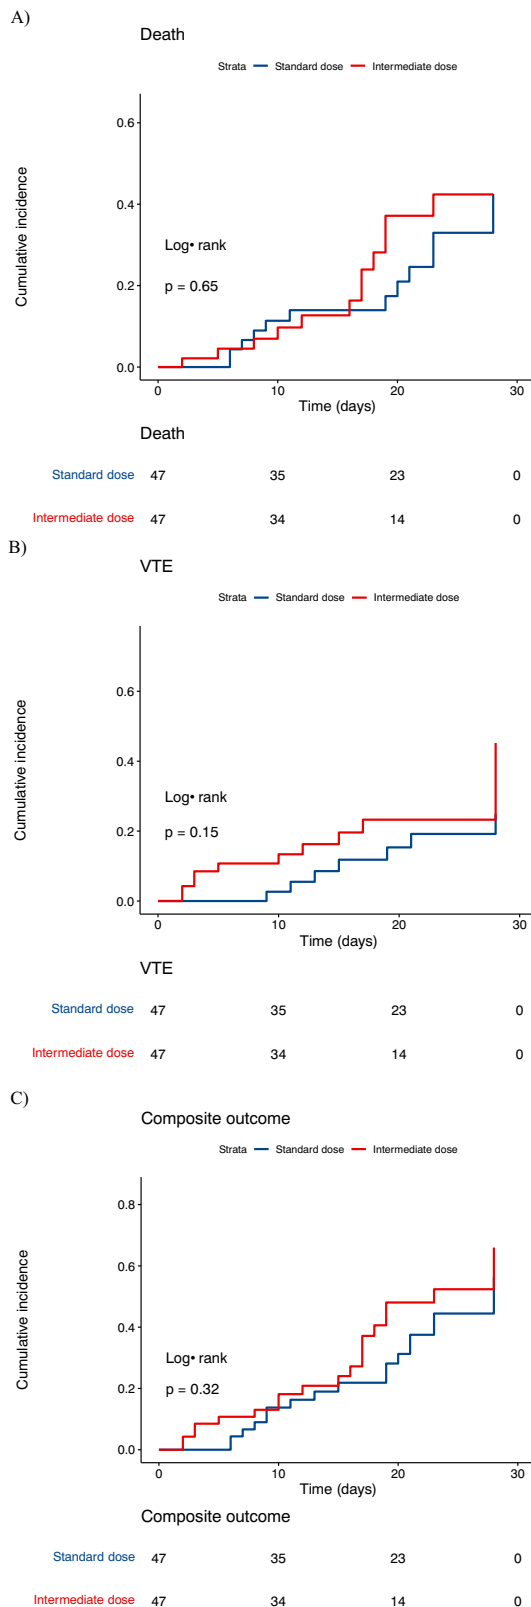 A)
Death
Strata Standard dose Intermediate dose
Cumulative incidence
0.6
0.4
0.2
0.0
Log• rank
p = 0.65
0 10 20 30
Time (days)
Death
Standard dose 47 35 23 0
Intermediate dose 47 34 14 0
B)
VTE
Strata Standard dose Intermediate dose
Cumulative incidence
0.6
0.4
0.2
0.0
Log• rank
p = 0.15
0 10 20 30
Time (days)
VTE
Standard dose 47 35 23 0
Intermediate dose 47 34 14 0
C)
Composite outcome
Strata Standard dose Intermediate dose
Cumulative incidence
0.8
0.6
0.4
0.2
0.0
Log• rank
p = 0.32
0 10 20 30
Time (days)
Composite outcome
Standard dose 47 35 23 0
Intermediate dose 47 34 14 0